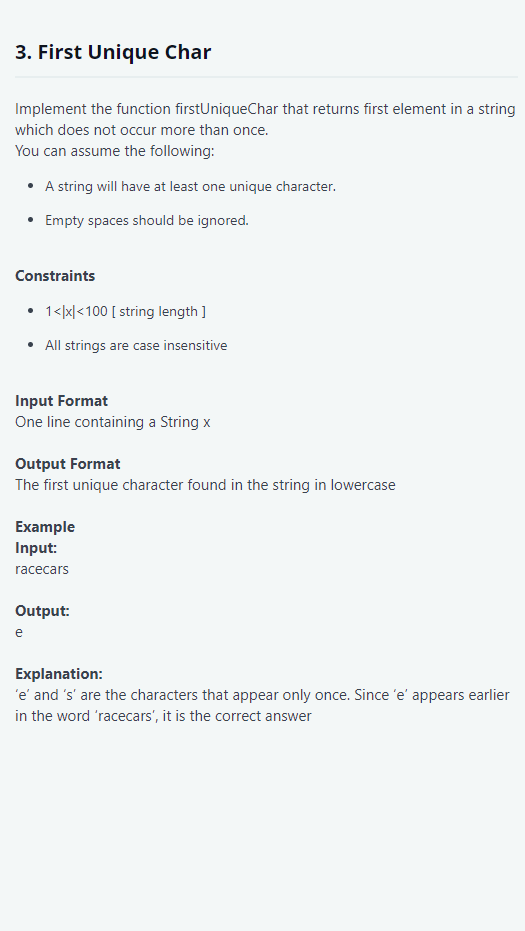 3. First Unique Char
Implement the function firstUniqueChar that returns first element in a string
which does not occur more than once.
You can assume the following:
• A string will have at least one unique character.
• Empty spaces should be ignored.
Constraints
• 1<|x|<100 [ string length ]
• All strings are case insensitive
Input Format
One line containing a String x
Output Format
The first unique character found in the string in lowercase
Example
Input:
racecars
Output:
e
Explanation:
‘e’ and ‘s’ are the characters that appear only once. Since ‘e’ appears earlier
in the word ‘racecars’, it is the correct answer